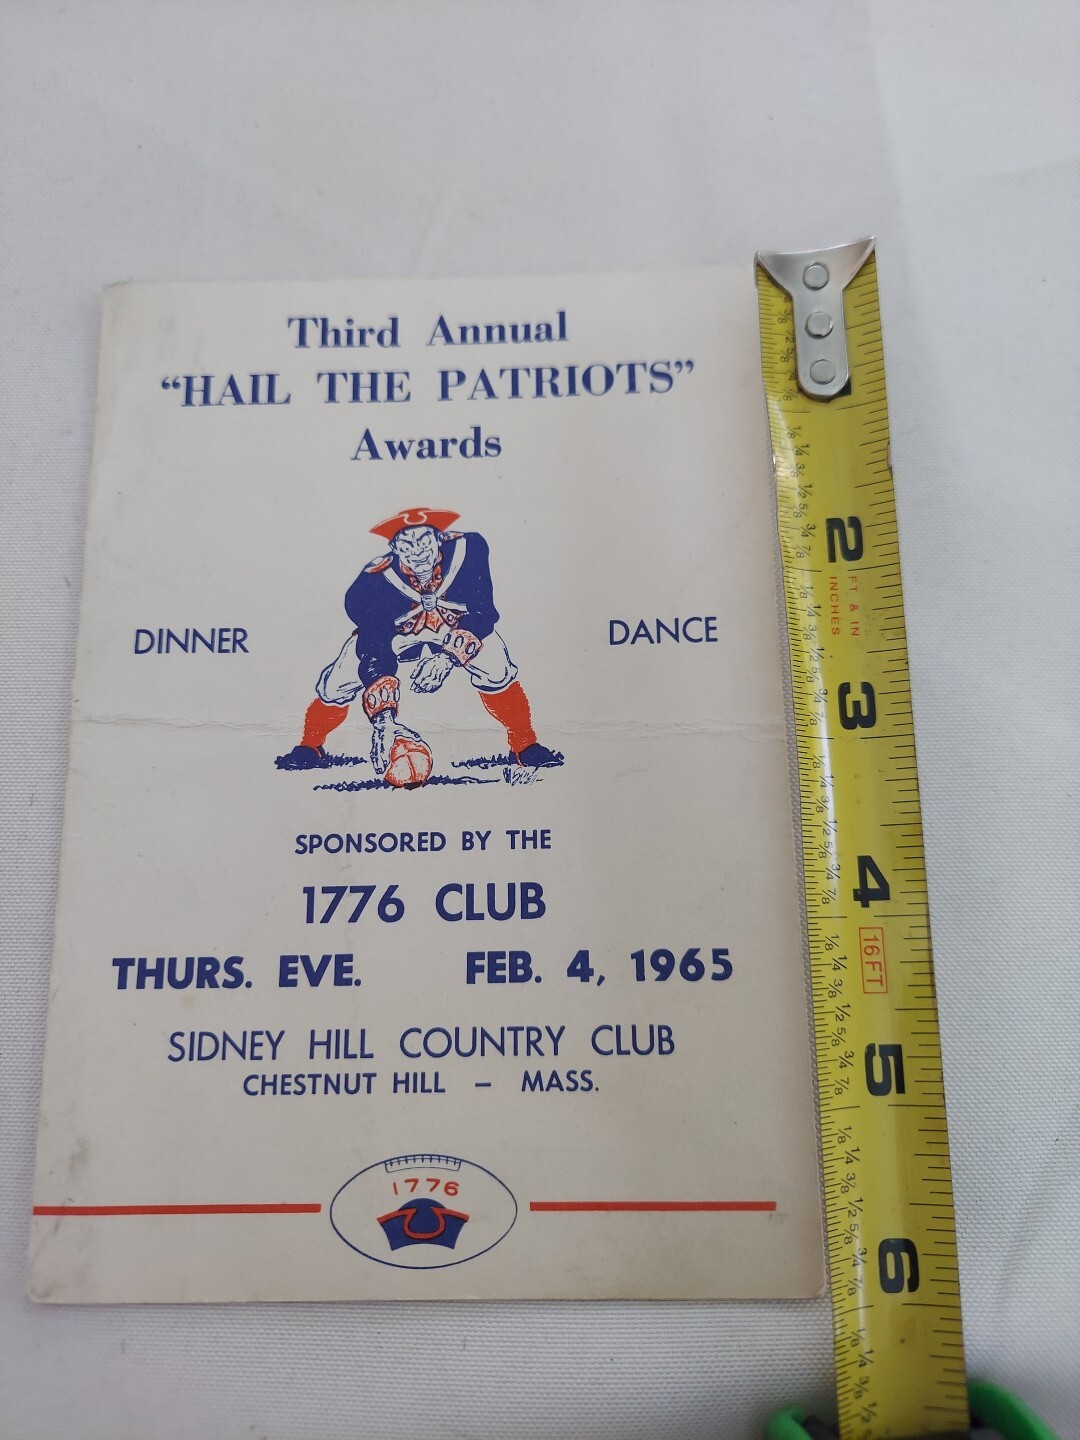 Third Annual
"HAIL THE PATRIOTS"
Awards
DINNER DANCE
SPONSORED BY THE
1776 CLUB
THURS. EVE. FEB. 4, 1965
SIDNEY HILL COUNTRY CLUB
CHESTNUT HILL – MASS.
1776
2
FT. & IN
INCHES
3
4
16FT
5
6